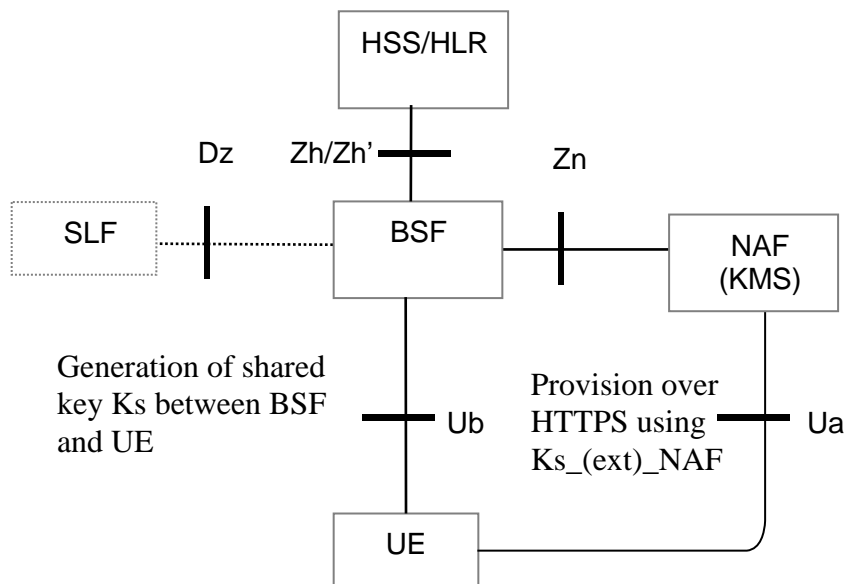 HSS/HLR
Dz
Zh/Zh’
Zn
SLF
BSF
NAF
(KMS)
Generation of shared
key Ks between BSF
and UE
Ub
Provision over
HTTPS using
Ks_(ext)_NAF
Ua
UE